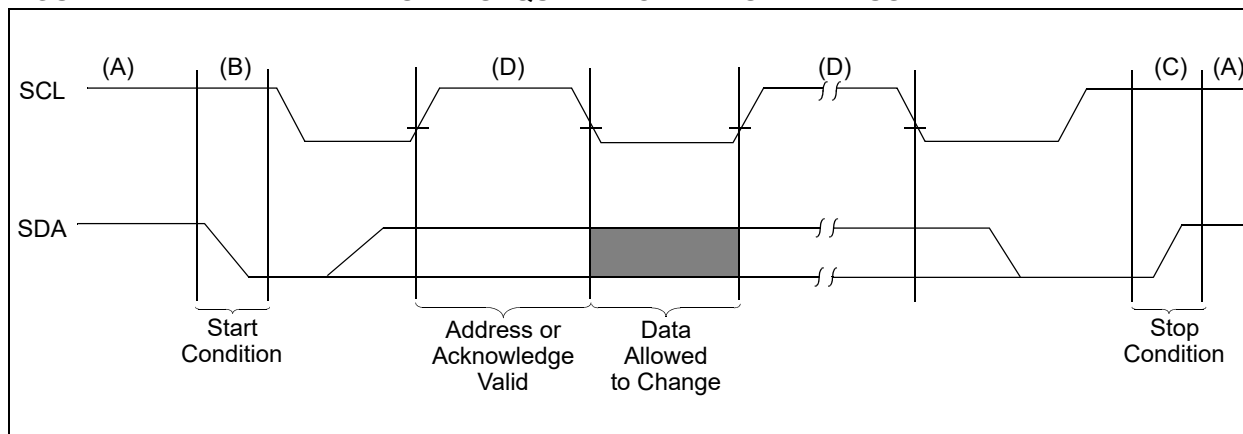 (A) (B) (D) (D) (C) (A)
SCL
SDA
Start
Condition
Address or
Acknowledge
Valid
Data
Allowed
to Change
Stop
Condition